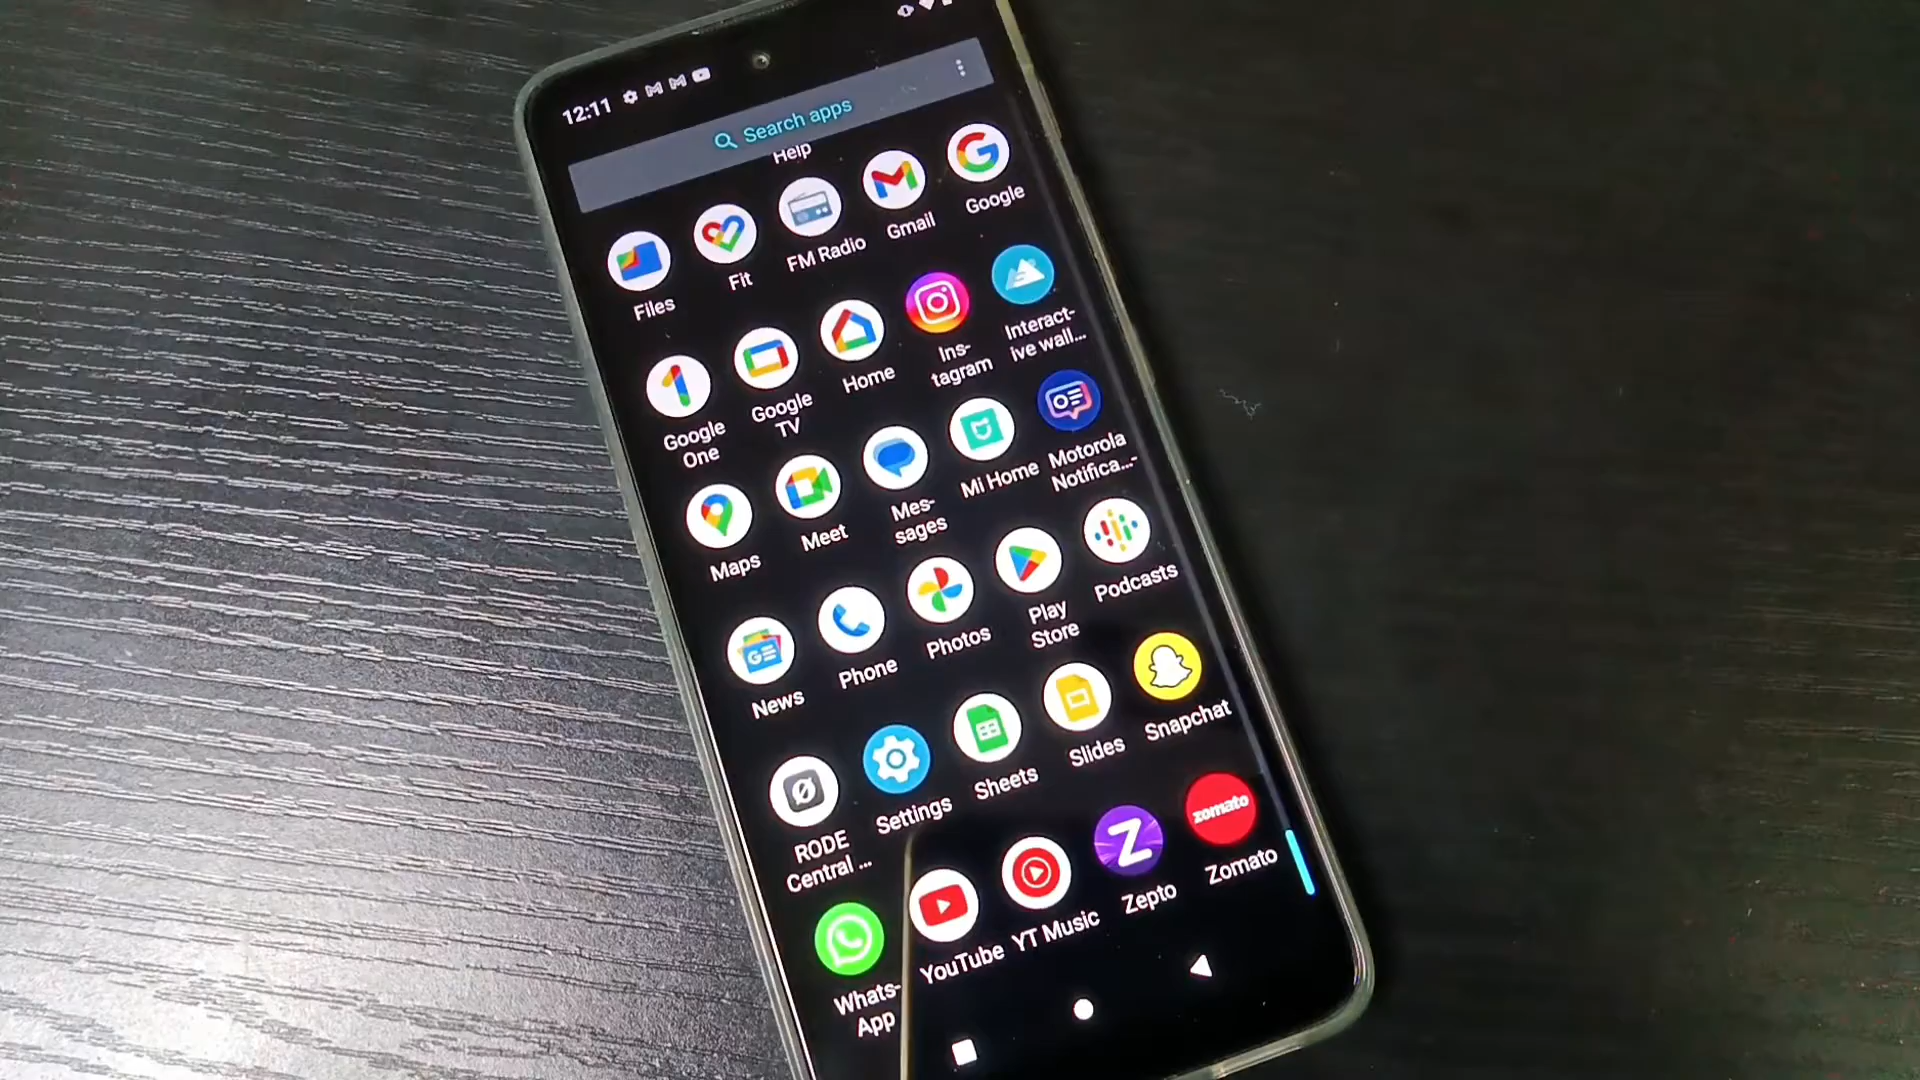 12:11
Search apps
Help
Files
Fit
FM Radio
Gmail
Google
Google
One
Google
TV
Home
Ins-
tagram
Interact-
ive wall...
Maps
Meet
Mes-
sages
Mi Home
Motorola
Notifica...-
News
Phone
Photos
Play
Store
Podcasts
RODE
Central ...
Settings
Sheets
Slides
Snapchat
Whats-
App
YouTube
YT Music
Zepto
zomato
Zomato